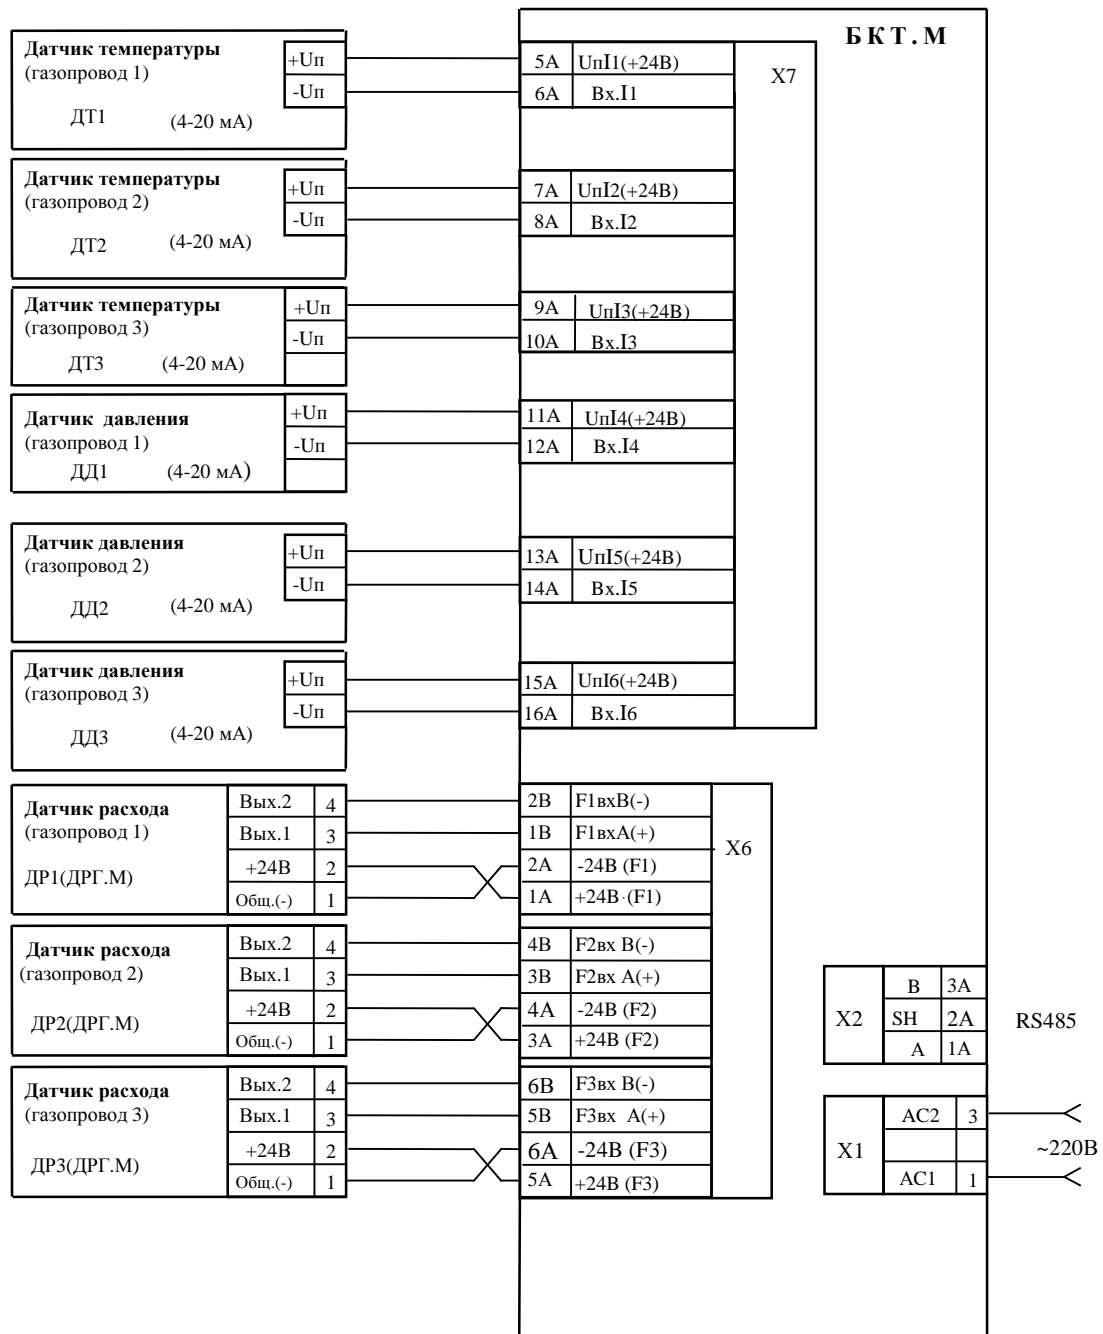 БКТ.М
Датчик температуры
(газопровод 1)
ДТ1 (4-20 мА)
+Uп
-Uп
5А UпI1(+24В)
6А Вх.I1
X7
Датчик температуры
(газопровод 2)
ДТ2 (4-20 мА)
+Uп
-Uп
7А UпI2(+24В)
8А Вх.I2
Датчик температуры
(газопровод 3)
ДТ3 (4-20 мА)
+Uп
-Uп
9А UпI3(+24В)
10А Вх.I3
Датчик давления
(газопровод 1)
ДД1 (4-20 мА)
+Uп
-Uп
11А UпI4(+24В)
12А Вх.I4
Датчик давления
(газопровод 2)
ДД2 (4-20 мА)
+Uп
-Uп
13А UпI5(+24В)
14А Вх.I5
Датчик давления
(газопровод 3)
ДД3 (4-20 мА)
+Uп
-Uп
15А UпI6(+24В)
16А Вх.I6
Датчик расхода
(газопровод 1)
ДР1(ДРГ.М)
Вых.2 4
Вых.1 3
+24В 2
Общ.(-) 1
2В F1вхВ(-)
1В F1вхА(+)
2А -24В (F1)
1А +24В·(F1)
X6
Датчик расхода
(газопровод 2)
ДР2(ДРГ.М)
Вых.2 4
Вых.1 3
+24В 2
Общ.(-) 1
4В F2вх В(-)
3В F2вх А(+)
4А -24В (F2)
3А +24В (F2)
X2
В 3А
SH 2А
А 1А
RS485
Датчик расхода
(газопровод 3)
ДР3(ДРГ.М)
Вых.2 4
Вых.1 3
+24В 2
Общ.(-) 1
6В F3вх В(-)
5В F3вх А(+)
6А -24В (F3)
5А +24В (F3)
X1
АС2 3
АС1 1
~220В